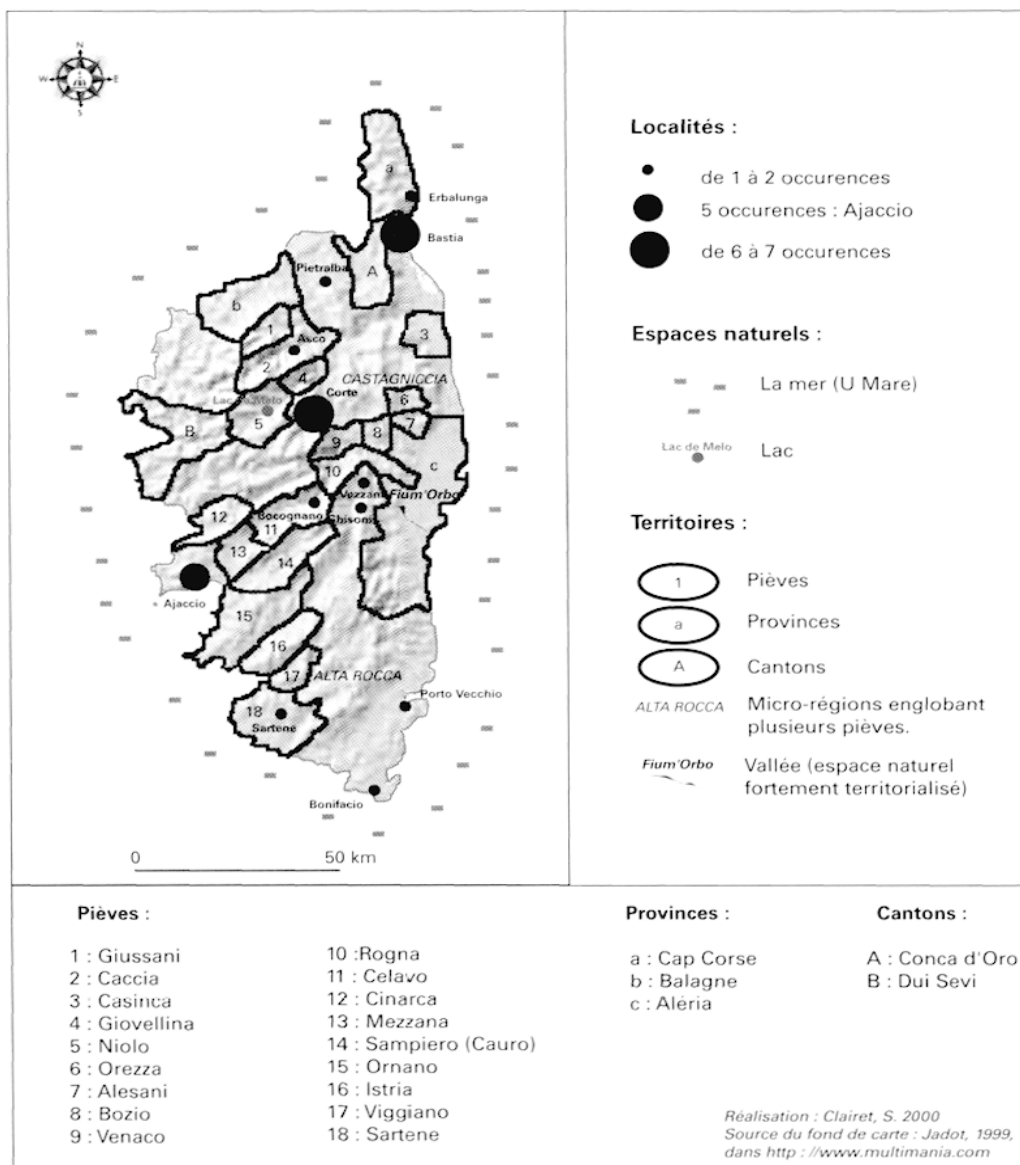 N
W E
S
a
Erbalunga
Bastia
A
Pietralba
b
1
3
Asco
2
4
CASTAGNICCIA
Corte
Lac de Melo
6
5
B
7
8
9
c
10
Vezzani
Fium'Orbo
Bocognano
Ghisoni
12
11
13
14
Ajaccio
15
16
17
ALTA ROCCA
Porto Vecchio
18
Sartene
Bonifacio
0 50 km
Localités :
de 1 à 2 occurences
5 occurences : Ajaccio
de 6 à 7 occurences
Espaces naturels :
La mer (U Mare)
Lac de Melo
Lac
Territoires :
1 Pièves
a Provinces
A Cantons
ALTA ROCCA Micro-régions englobant
plusieurs pièves.
Fium'Orbo Vallée (espace naturel
fortement territorialisé)
Pièves :
1 : Giussani
2 : Caccia
3 : Casinca
4 : Giovellina
5 : Niolo
6 : Orezza
7 : Alesani
8 : Bozio
9 : Venaco
10 :Rogna
11 : Celavo
12 : Cinarca
13 : Mezzana
14 : Sampiero (Cauro)
15 : Ornano
16 : Istria
17 : Viggiano
18 : Sartene
Provinces :
a : Cap Corse
b : Balagne
c : Aléria
Cantons :
A : Conca d'Oro
B : Dui Sevi
Réalisation : Clairet, S. 2000
Source du fond de carte : Jadot, 1999,
dans http : //www.multimania.com